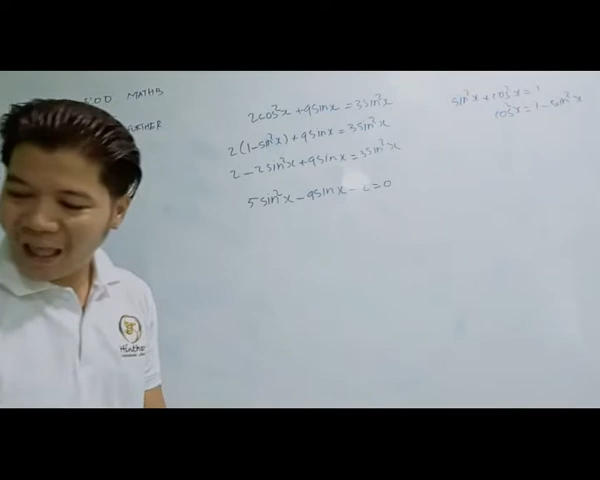 MATHS
2cos²x + 9sinx = 3sin²x
2(1-sin²x) + 9sinx = 3sin²x
2 - 2sin²x + 9sinx = 3sin²x
5sin²x - 9sinx - 2 = 0
sin²x + cos²x = 1
cos²x = 1 - sin²x